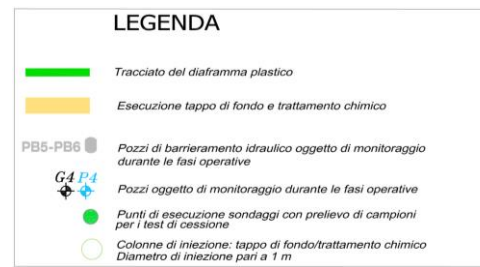 LEGENDA
Tracciato del diaframma plastico
Esecuzione tappo di fondo e trattamento chimico
PB5-PB6 Pozzi di barrieramento idraulico oggetto di monitoraggio
durante le fasi operative
G4 P4
Pozzi oggetto di monitoraggio durante le fasi operative
Punti di esecuzione sondaggi con prelievo di campioni
per i test di cessione
Colonne di iniezione: tappo di fondo/trattamento chimico
Diametro di iniezione pari a 1 m